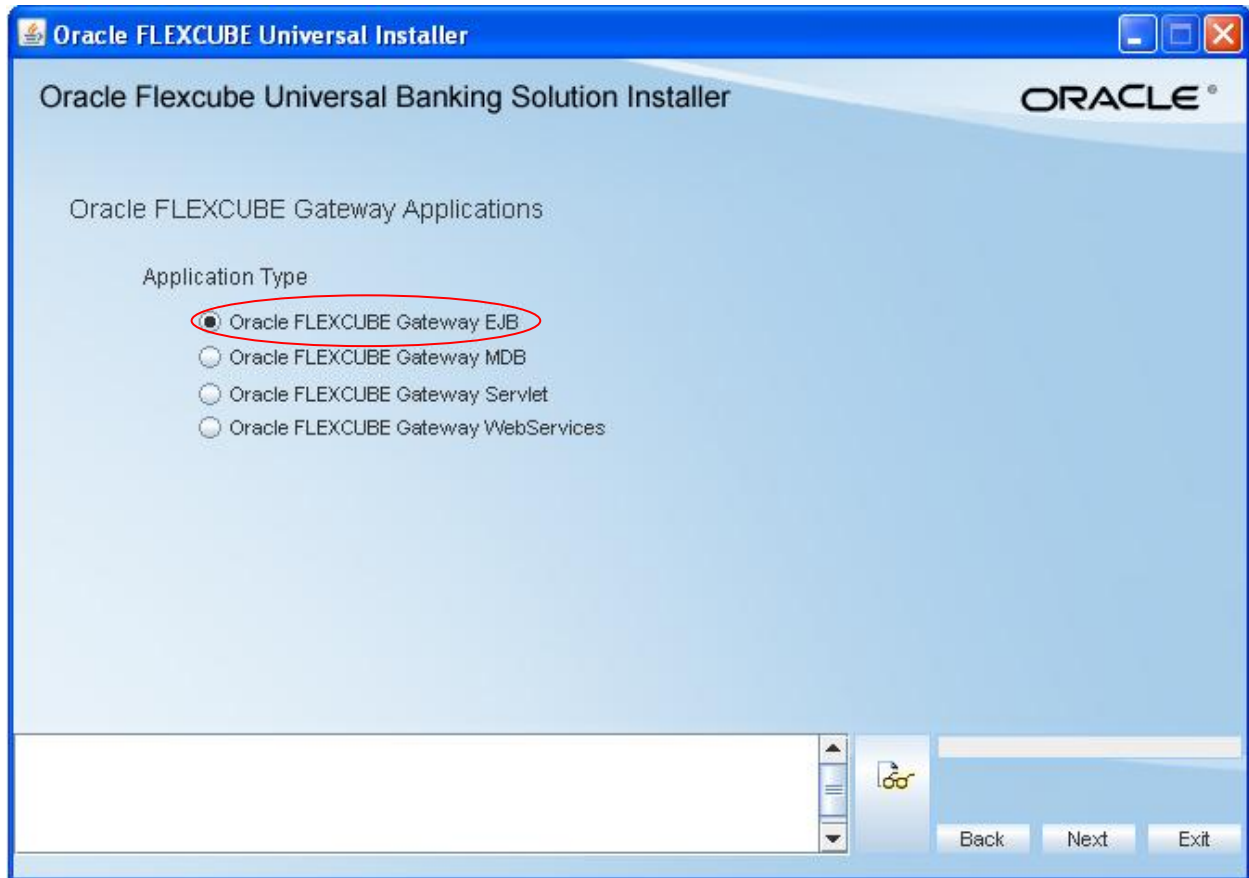 Oracle FLEXCUBE Universal Installer
Oracle Flexcube Universal Banking Solution Installer
ORACLE®
Oracle FLEXCUBE Gateway Applications
Application Type
Oracle FLEXCUBE Gateway EJB
Oracle FLEXCUBE Gateway MDB
Oracle FLEXCUBE Gateway Servlet
Oracle FLEXCUBE Gateway WebServices
Back Next Exit